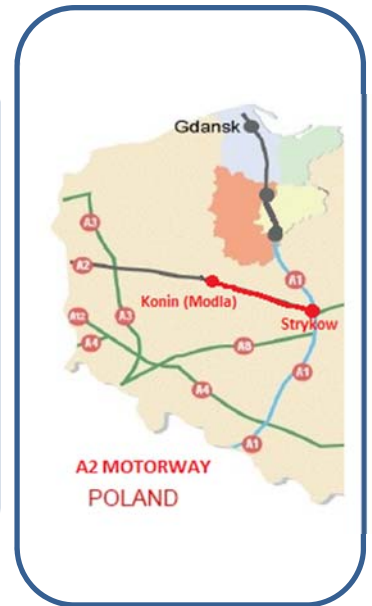 Gdansk
A3
A2
A1
Konin (Modla)
Strykow
A12
A3
A8
A4
A1
A4
A1
A2 MOTORWAY
POLAND